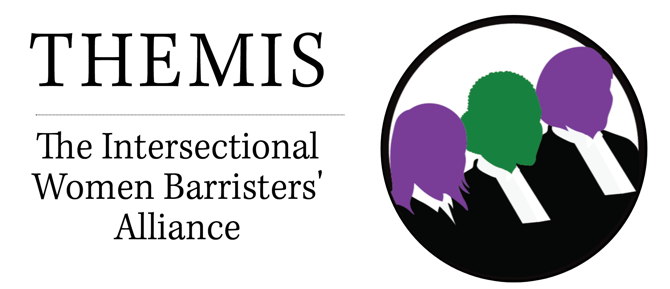 THEMIS
The Intersectional
Women Barristers'
Alliance